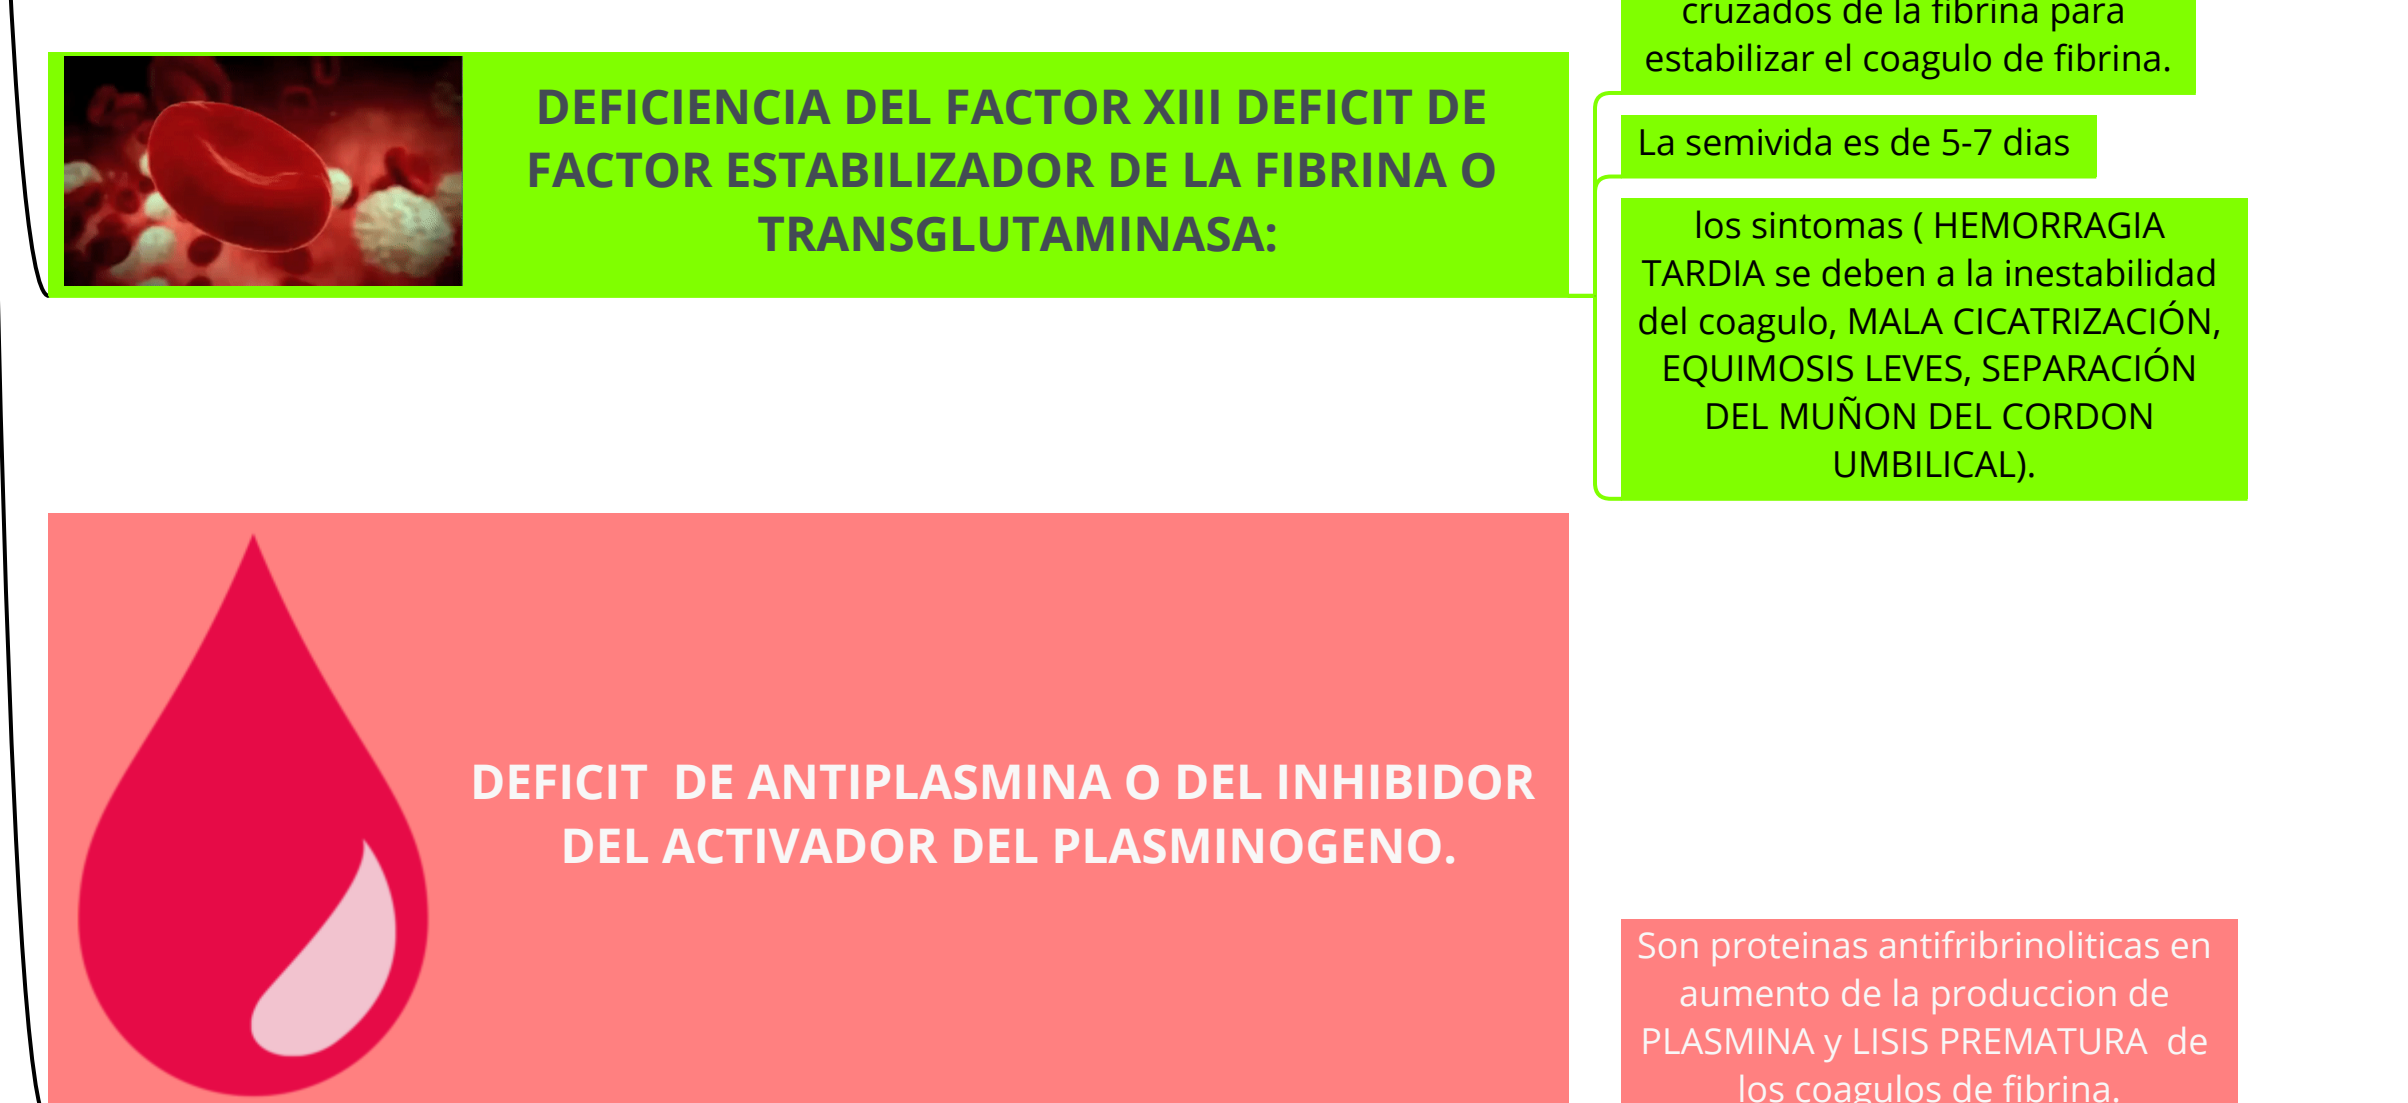 cruzados de la fibrina para
estabilizar el coagulo de fibrina.
DEFICIENCIA DEL FACTOR XIII DEFICIT DE
FACTOR ESTABILIZADOR DE LA FIBRINA O
TRANSGLUTAMINASA:
La semivida es de 5-7 dias
los sintomas ( HEMORRAGIA
TARDIA se deben a la inestabilidad
del coagulo, MALA CICATRIZACIÓN,
EQUIMOSIS LEVES, SEPARACIÓN
DEL MUÑON DEL CORDON
UMBILICAL).
DEFICIT  DE ANTIPLASMINA O DEL INHIBIDOR
DEL ACTIVADOR DEL PLASMINOGENO.
Son proteinas antifribrinoliticas en
aumento de la produccion de
PLASMINA y LISIS PREMATURA  de
los coagulos de fibrina.